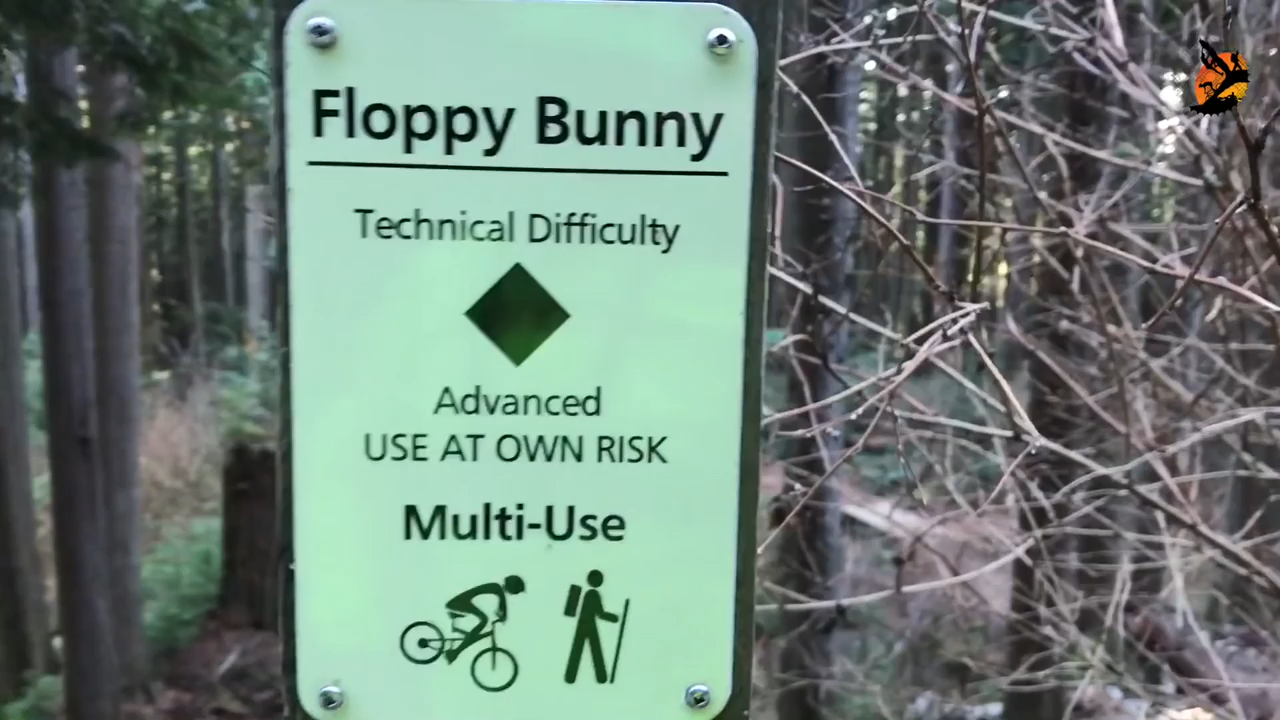 Floppy Bunny
Technical Difficulty
Advanced
USE AT OWN RISK
Multi-Use